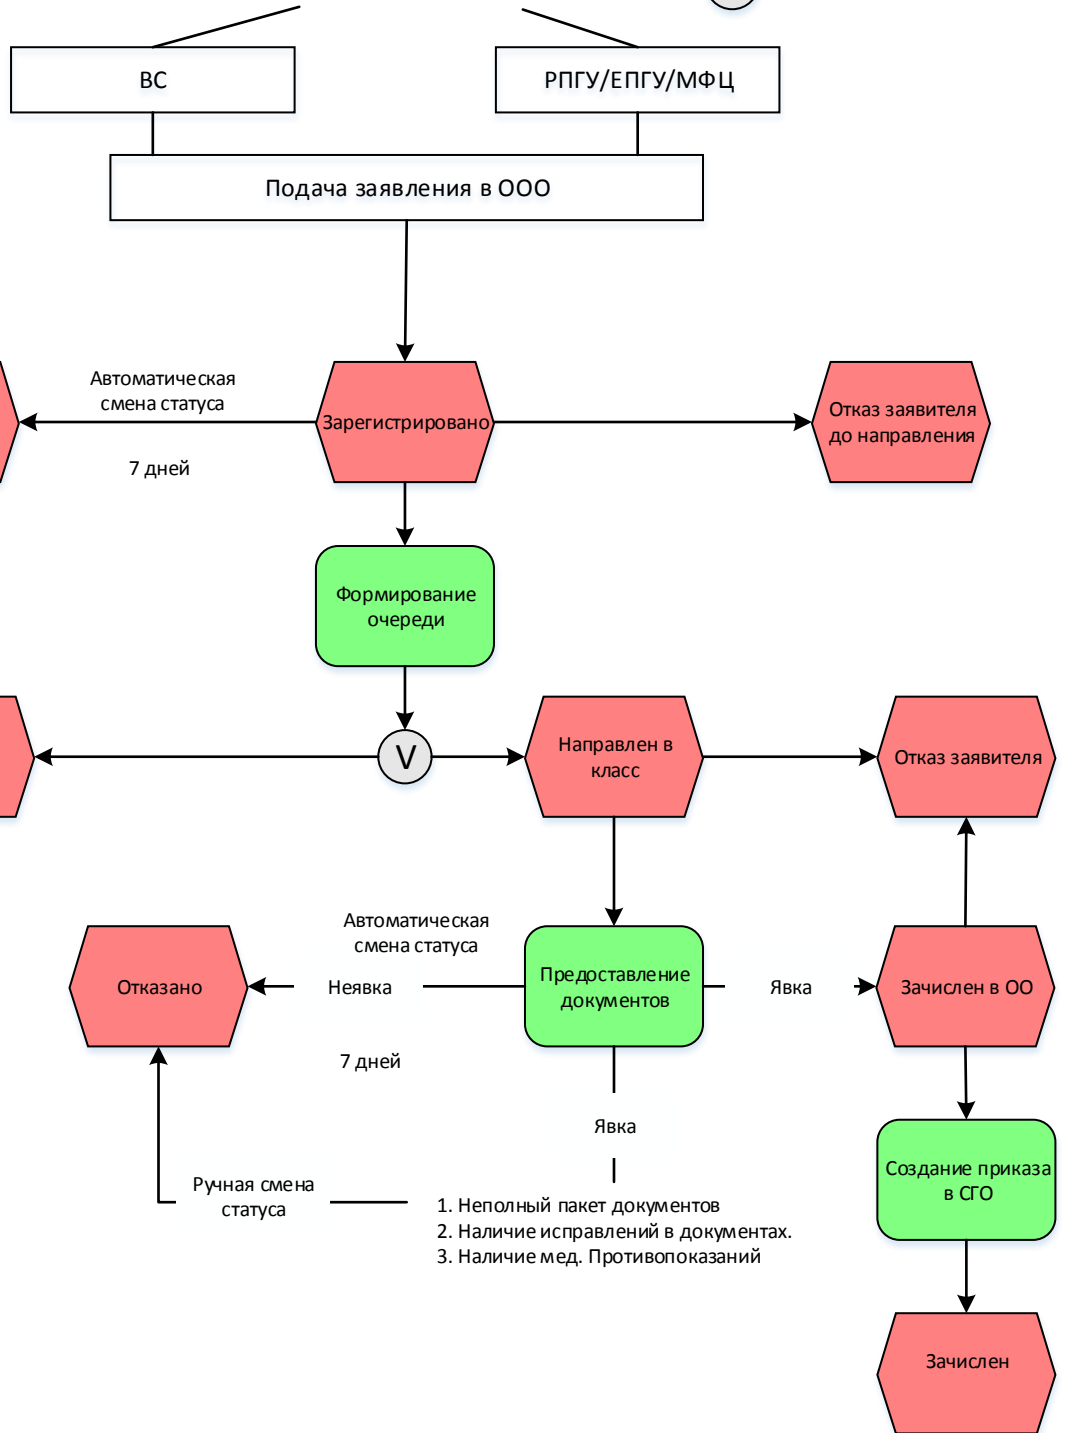 ВС
РПГУ/ЕПГУ/МФЦ
Подача заявления в ООО
Автоматическая
смена статуса
7 дней
Зарегистрировано
Отказ заявителя
до направления
Формирование
очереди
V
Направлен в
класс
Отказ заявителя
Автоматическая
смена статуса
Отказано
Неявка
7 дней
Предоставление
документов
Явка
Зачислен в ОО
Явка
Создание приказа
в СГО
Ручная смена
статуса
1. Неполный пакет документов
2. Наличие исправлений в документах.
3. Наличие мед. Противопоказаний
Зачислен